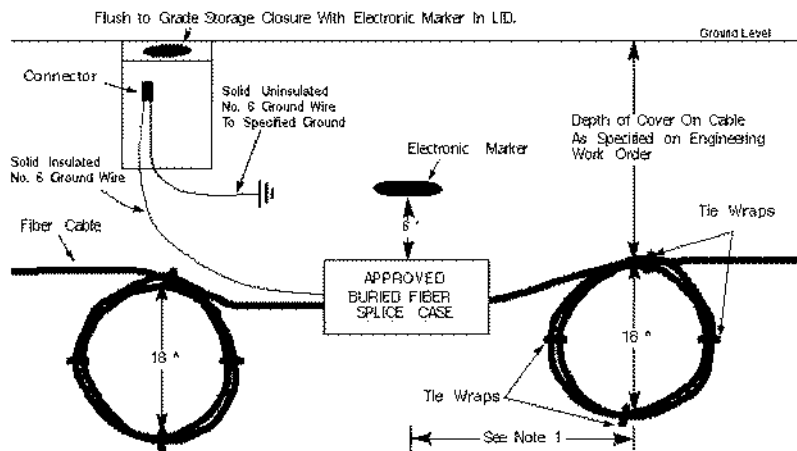 Flush to Grade Storage Closure With Electronic Marker In LID.
Ground Level
Connector
Solid Uninsulated
No. 6 Ground Wire
To Specified Ground
Depth of Cover On Cable
As Specified on Engineering
Work Order
Electronic Marker
Solid Insulated
No. 6 Ground Wire
Tie Wraps
Fiber Cable
6 "
APPROVED
BURIED FIBER
SPLICE CASE
18 "
18 "
Tie Wraps
See Note 1